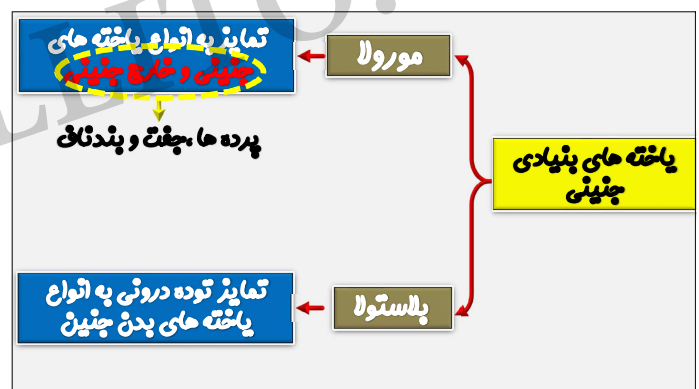 یاخته های بنیادی
جنینی
مورولا
تمایز به انواع یاخته های
جنینی و خارج جنینی
پرده ها ،جفت و بندناف
بلاستولا
تمایز توده درونی به انواع
یاخته های بدن جنین